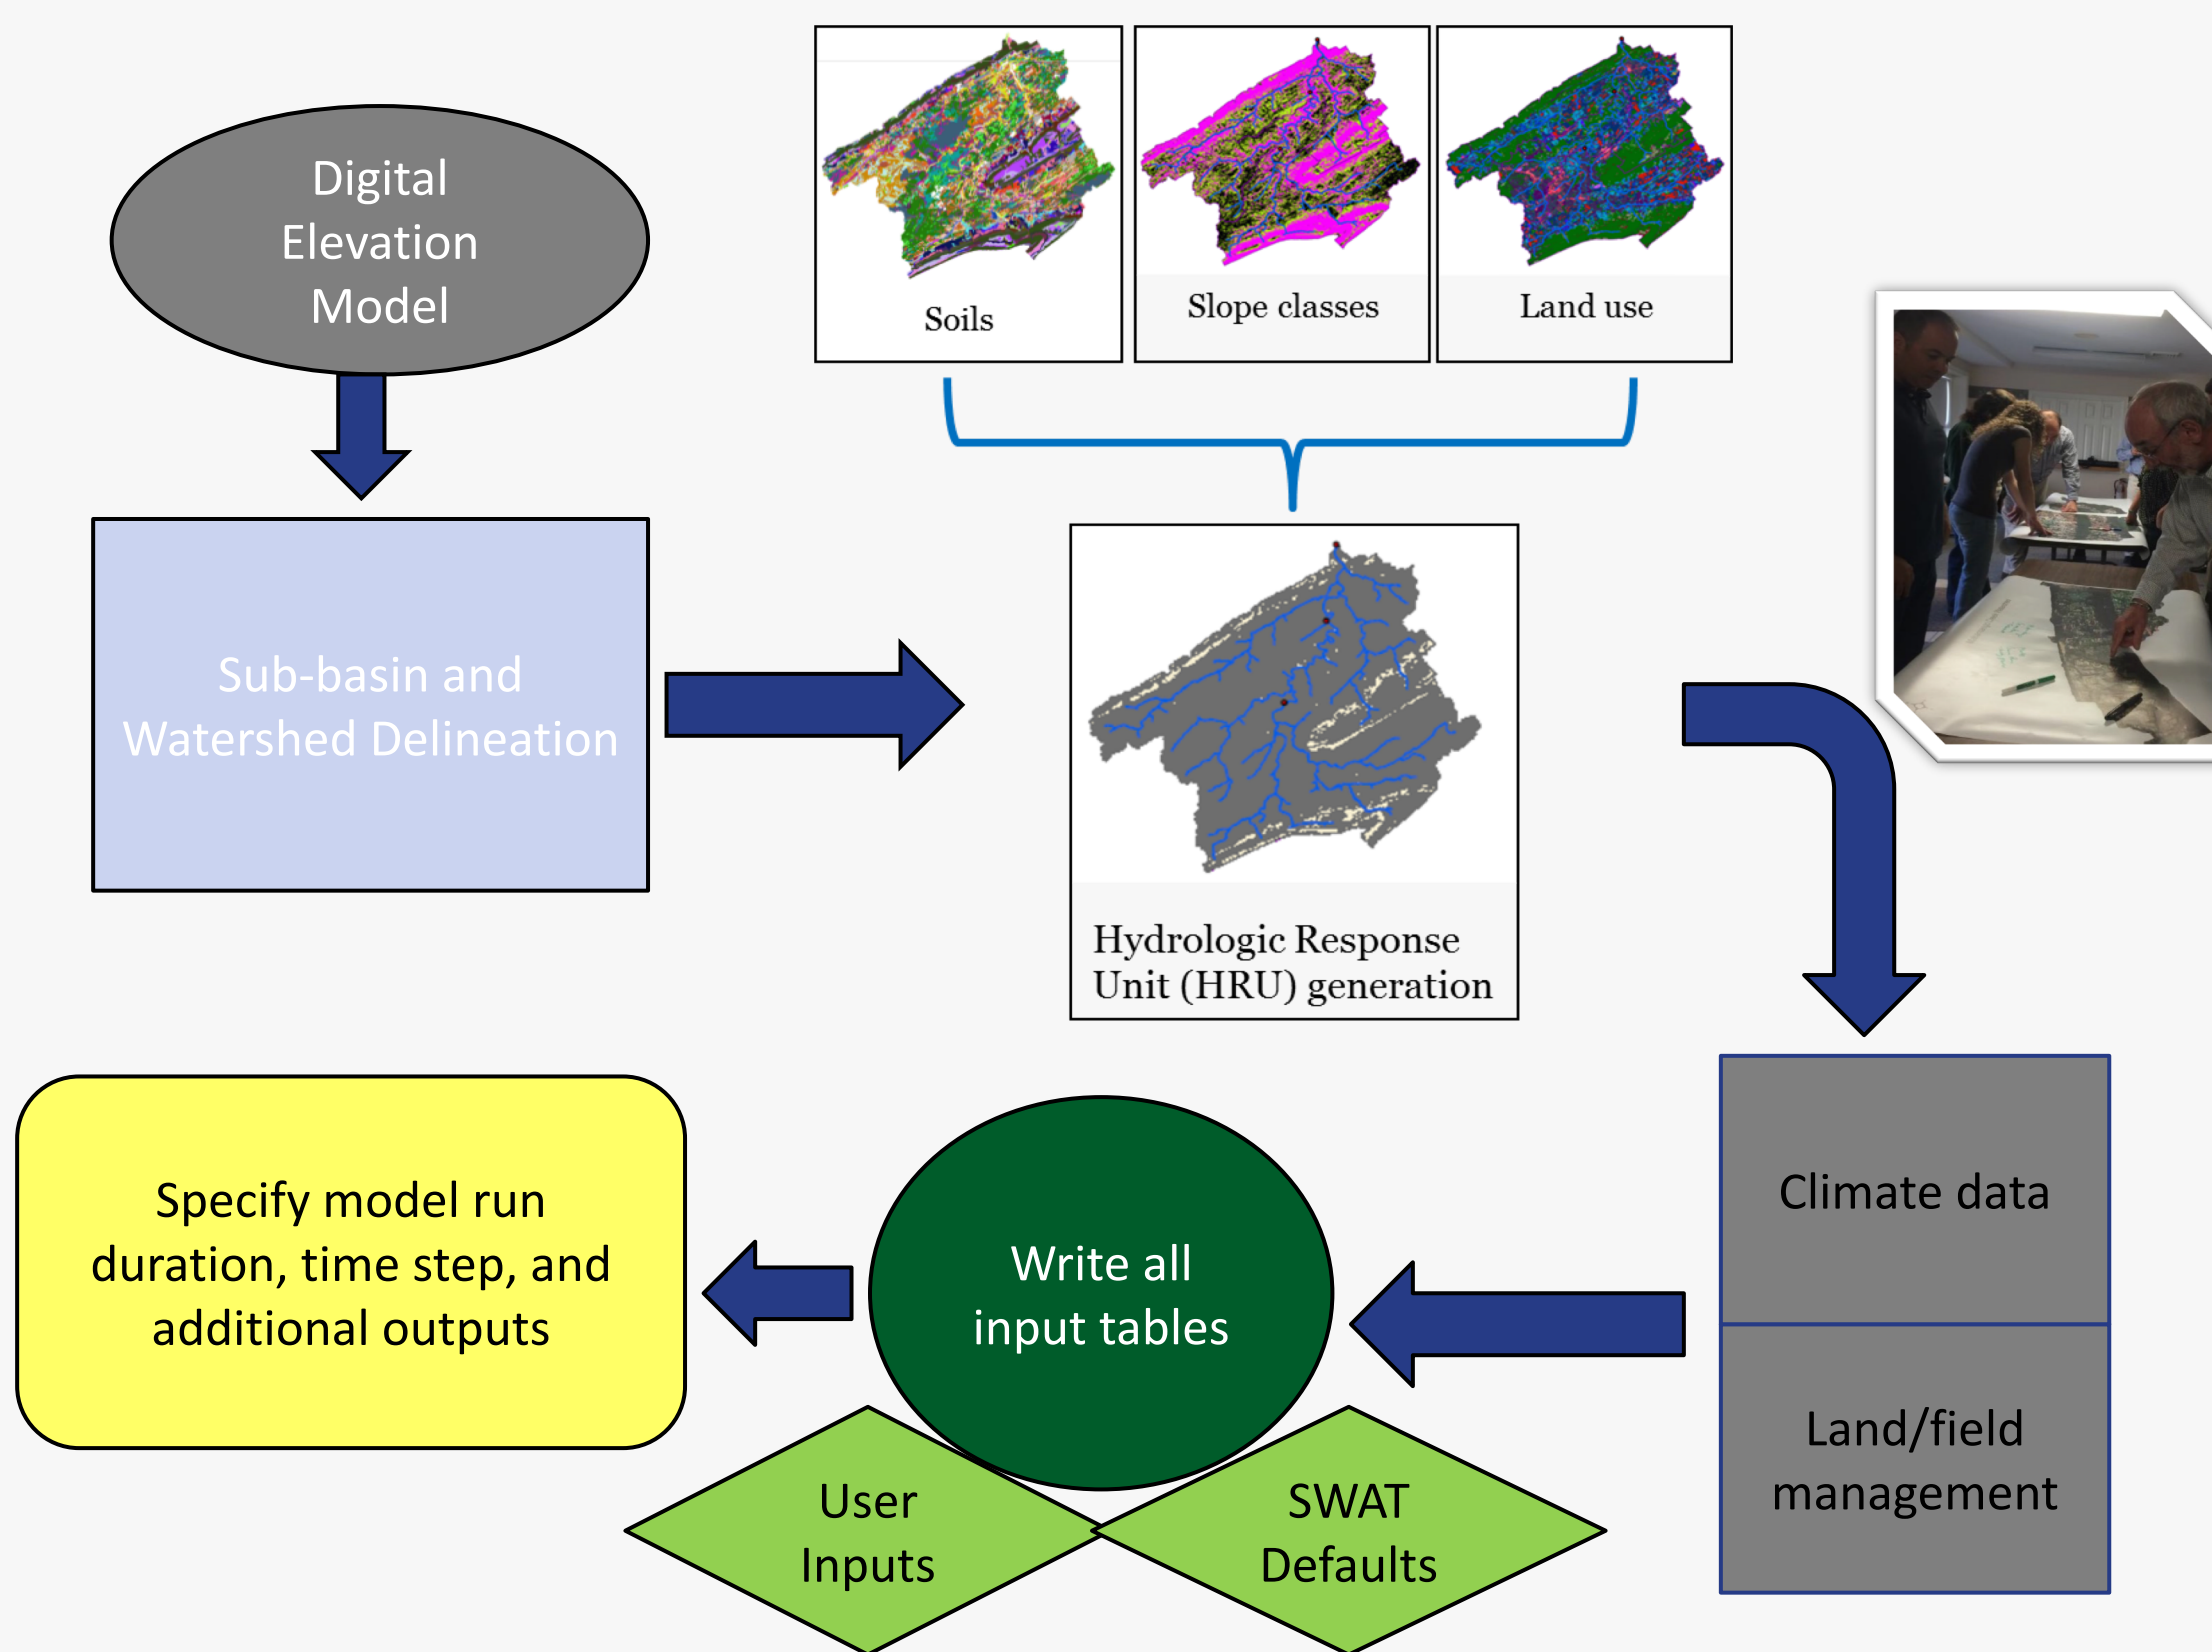 Digital
Elevation
Model
Soils
Slope classes
Land use
Sub-basin and
Watershed Delineation
Hydrologic Response
Unit (HRU) generation
Climate data
Land/field
management
Write all
input tables
User
Inputs
SWAT
Defaults
Specify model run
duration, time step, and
additional outputs